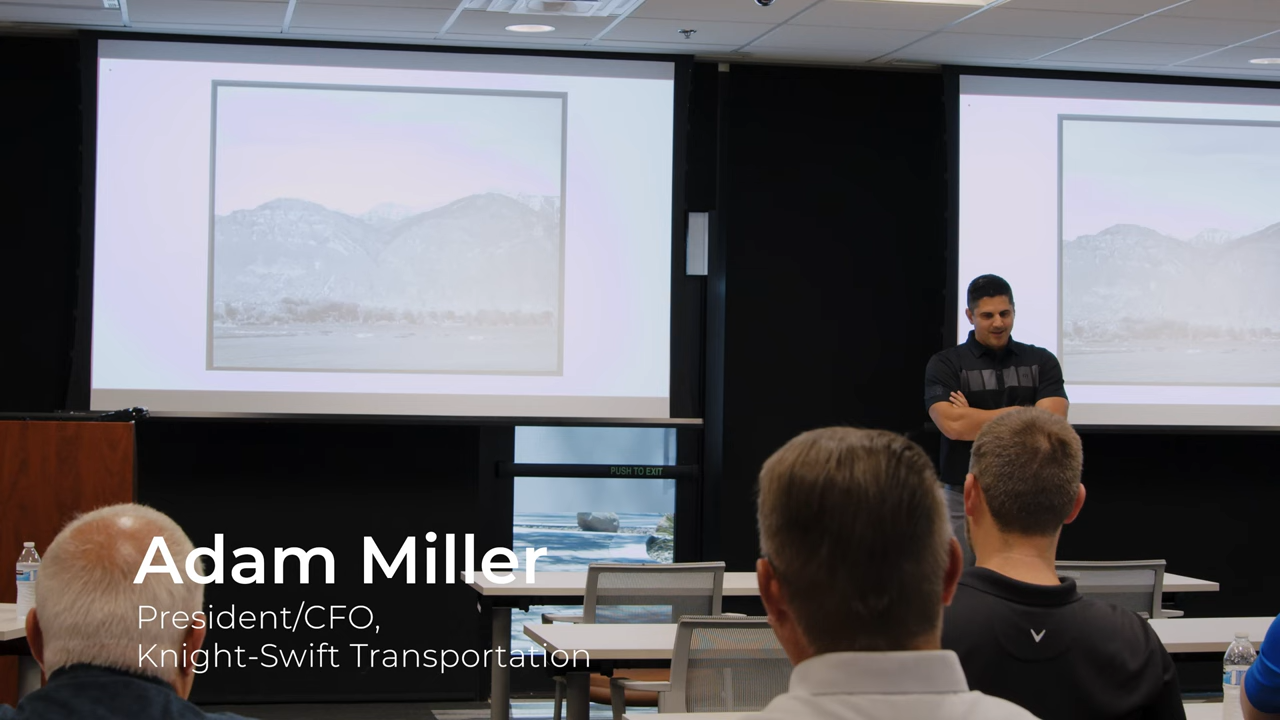 PUSH TO EXIT
Adam Miller
President/CFO,
Knight-Swift Transportation